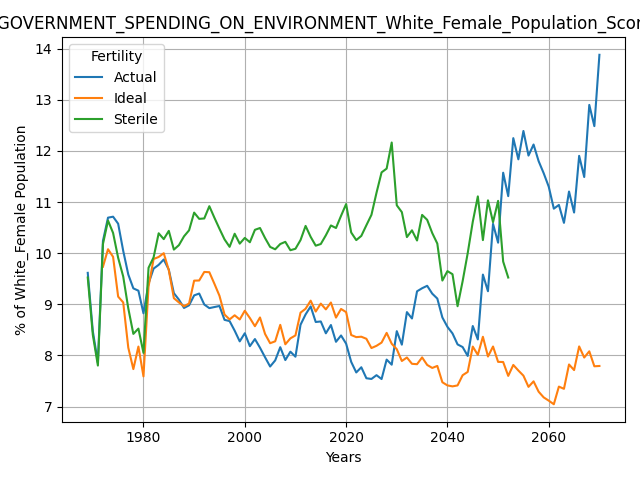 GOVERNMENT_SPENDING_ON_ENVIRONMENT_White_Female_Population_Scor
Fertility
Actual
Ideal
Sterile
% of White_Female Population
14
13
12
11
10
9
8
7
1980
2000
2020
2040
2060
Years